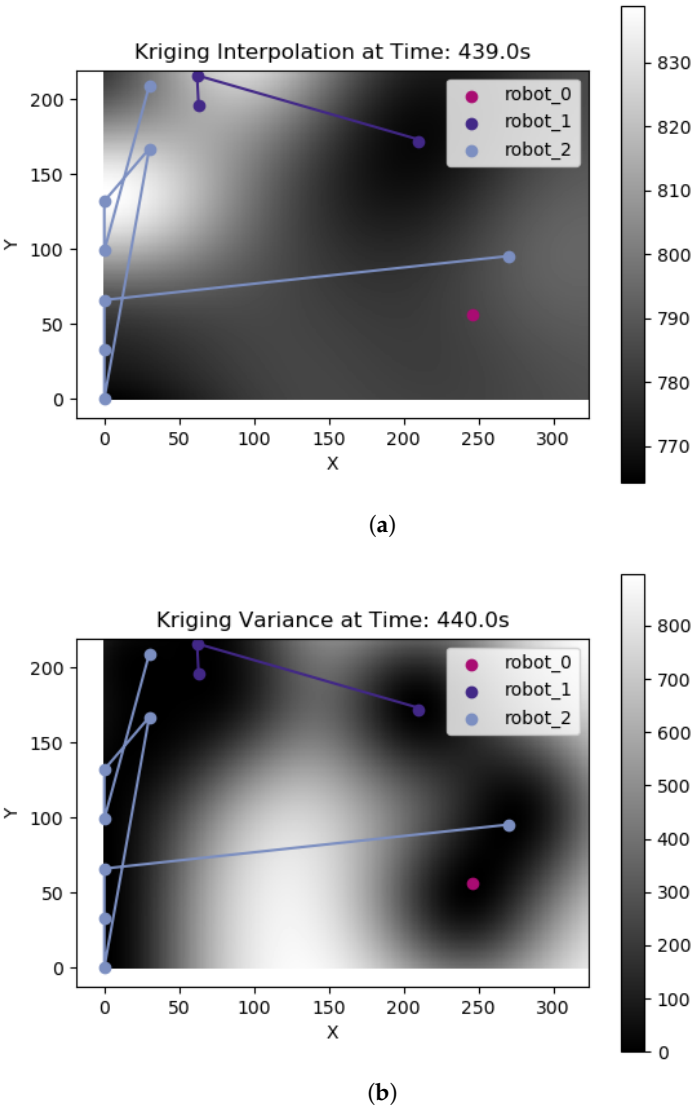 Kriging Interpolation at Time: 439.0s
robot_0
robot_1
robot_2
Y
200
150
100
50
0
0 50 100 150 200 250 300
X
830
820
810
800
790
780
770
(a)
Kriging Variance at Time: 440.0s
robot_0
robot_1
robot_2
Y
200
150
100
50
0
0 50 100 150 200 250 300
X
800
700
600
500
400
300
200
100
0
(b)